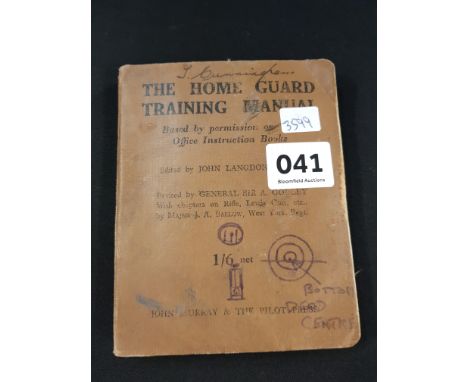 J. Cunningham
THE HOME GUARD
TRAINING MANUAL
Based by permission on
3599
Office Instruction Books
041
Bloomfield Auctions
Edited by JOHN LANGDON
Revised by GENERAL SIR A. GODLEY
With chapters on Rifle, Lewis Gun, etc.,
by MAJOR J. A. BARLOW, West York. Regt.
1/6 net
BOTTOM
DEAD
CENTRE
JOHN MURRAY & THE PILOT PRESS